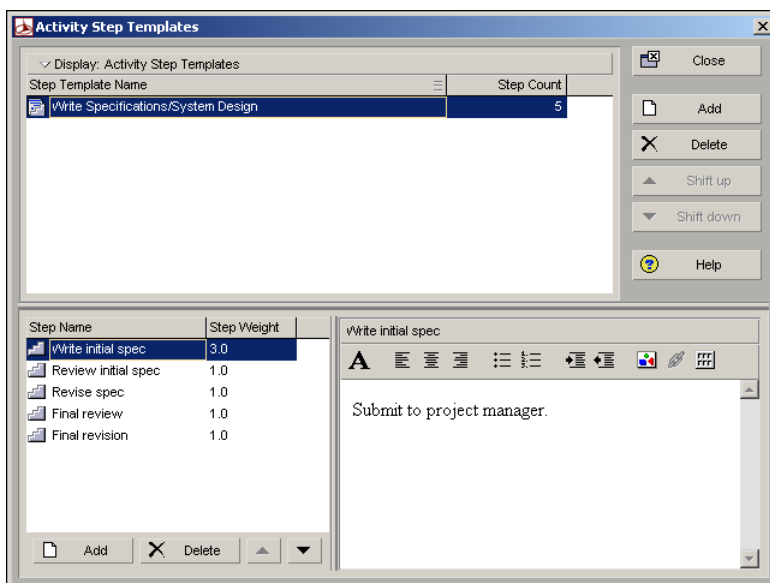 Activity Step Templates
Display: Activity Step Templates
Step Template Name Step Count
Write Specifications/System Design 5
Close
Add
Delete
Shift up
Shift down
Help
Step Name Step Weight
Write initial spec 3.0
Review initial spec 1.0
Revise spec 1.0
Final review 1.0
Final revision 1.0
Add Delete
Write initial spec
A
Submit to project manager.